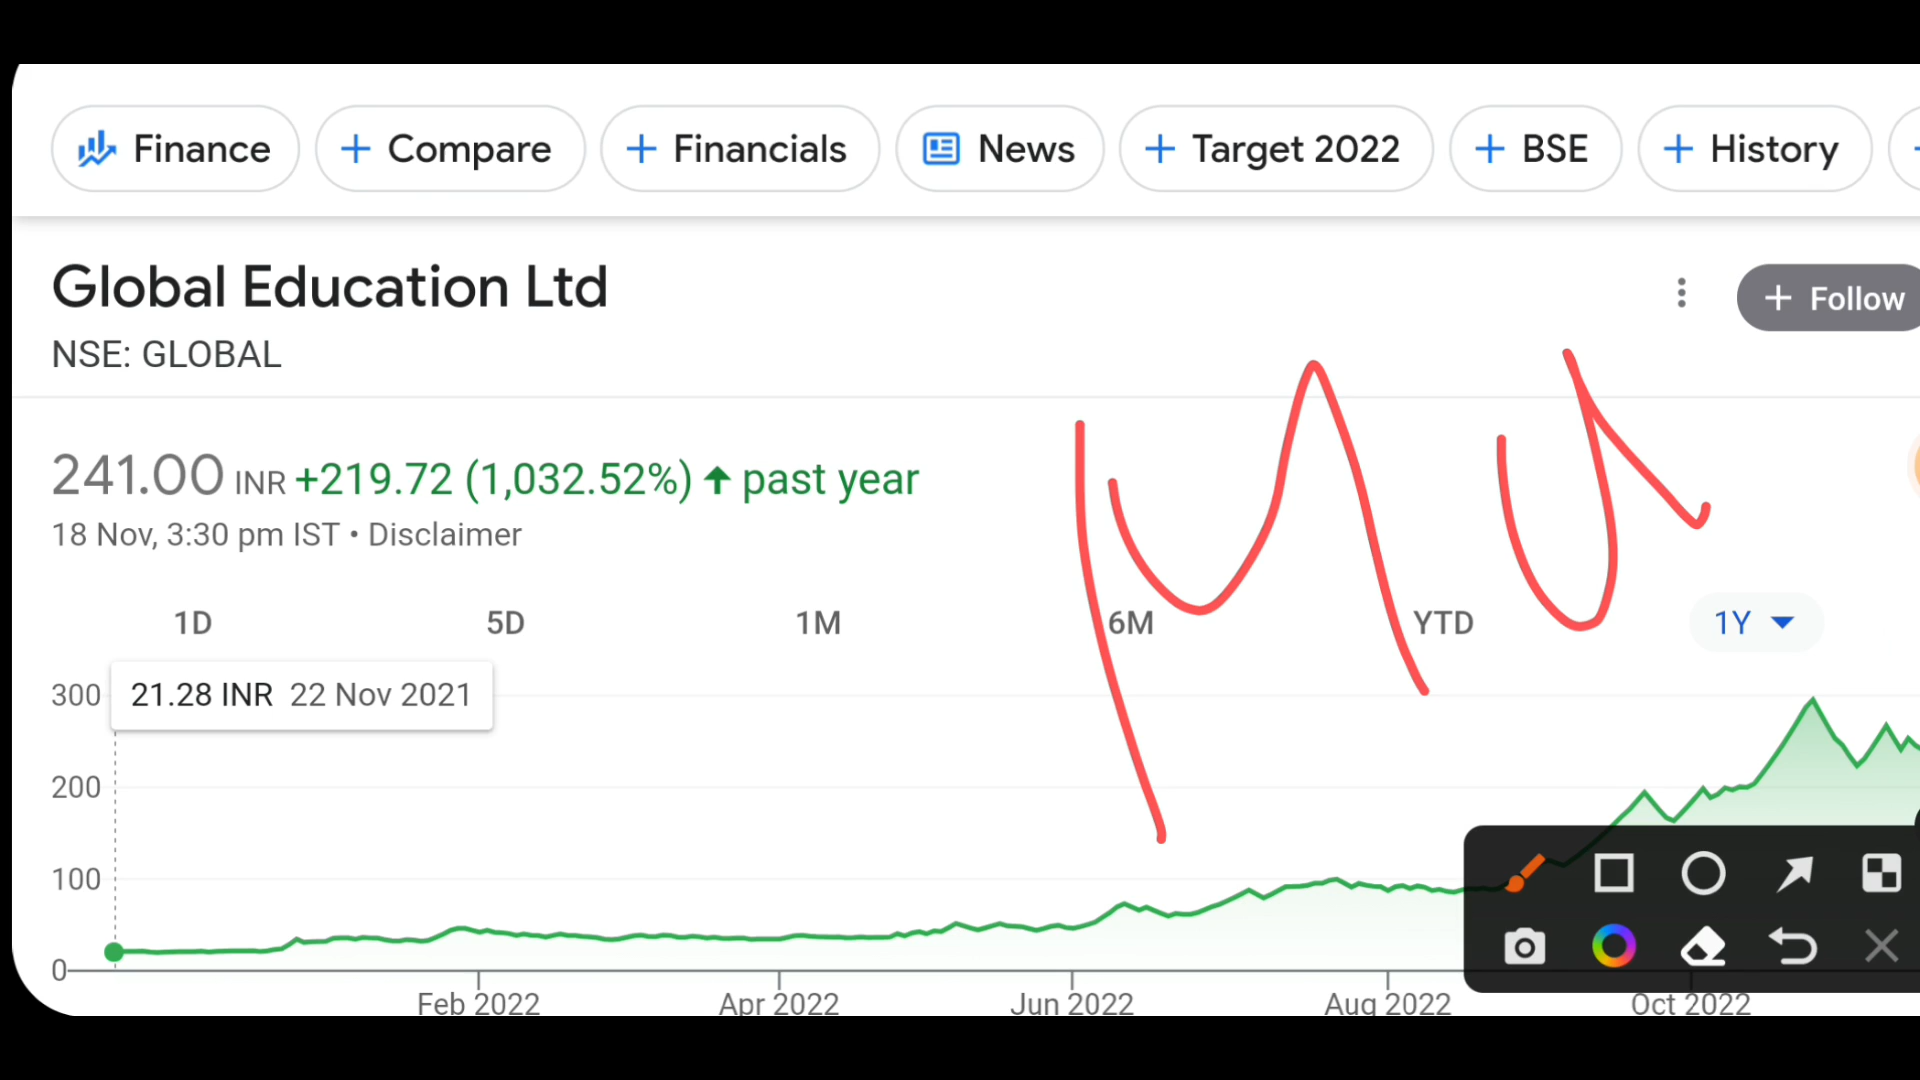 Finance Compare Financials News Target 2022 BSE History
Global Education Ltd
Follow
NSE: GLOBAL
241.00 INR +219.72 (1,032.52%) past year
18 Nov, 3:30 pm IST • Disclaimer
1D 5D 1M 6M YTD 1Y
300
21.28 INR 22 Nov 2021
200
100
0
Feb 2022 Apr 2022 Jun 2022 Aug 2022 Oct 2022